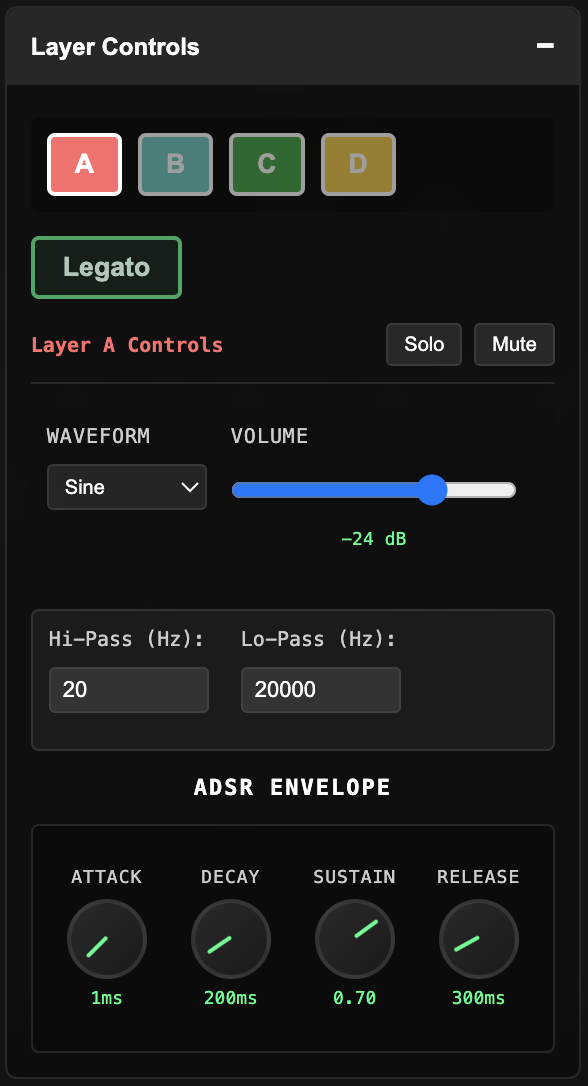 Layer Controls
A B C D
Legato
Layer A Controls Solo Mute
WAVEFORM VOLUME
Sine
−24 dB
Hi-Pass (Hz): Lo-Pass (Hz):
20 20000
ADSR ENVELOPE
ATTACK DECAY SUSTAIN RELEASE
1ms 200ms 0.70 300ms